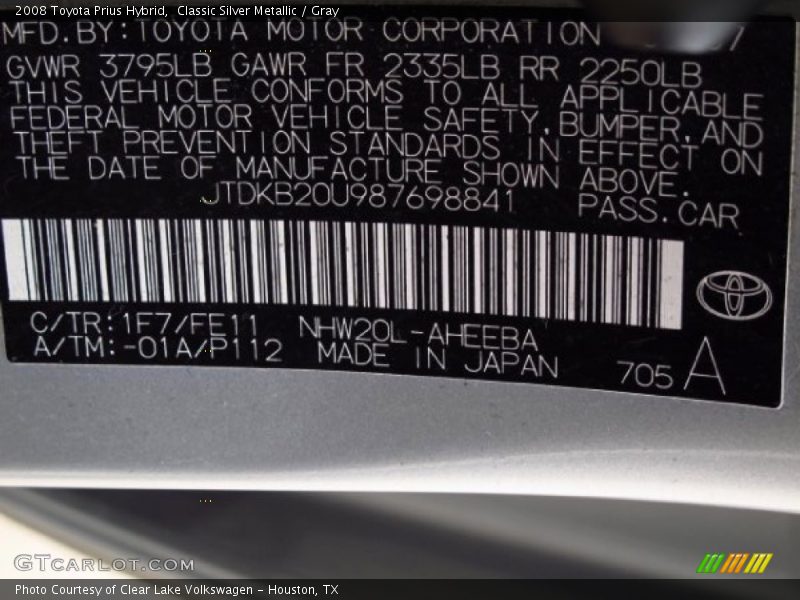 2008 Toyota Prius Hybrid, Classic Silver Metallic / Gray
MFD.BY:TOYOTA MOTOR CORPORATION 7
GVWR 3795LB GAWR FR 2335LB RR 2250LB
THIS VEHICLE CONFORMS TO ALL APPLICABLE
FEDERAL MOTOR VEHICLE SAFETY,BUMPER,AND
THEFT PREVENTION STANDARDS IN EFFECT ON
THE DATE OF MANUFACTURE SHOWN ABOVE.
JTDKB20U987698841 PASS.CAR
C/TR:1F7/FE11 NHW20L-AHEEBA
A/TM:-01A/P112 MADE IN JAPAN
705 A
GTCARLOT.COM
Photo Courtesy of Clear Lake Volkswagen - Houston, TX